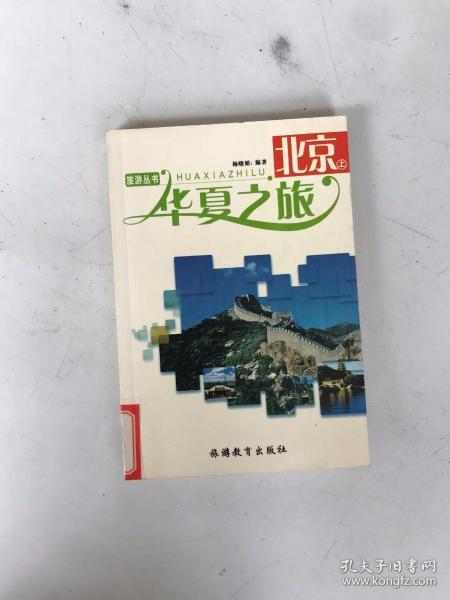 杨晓婧:编著
北京上
旅游丛书
HUAXIAZHILU
华夏之旅
旅游教育出版社
孔夫子旧书网
www.kongfz.com